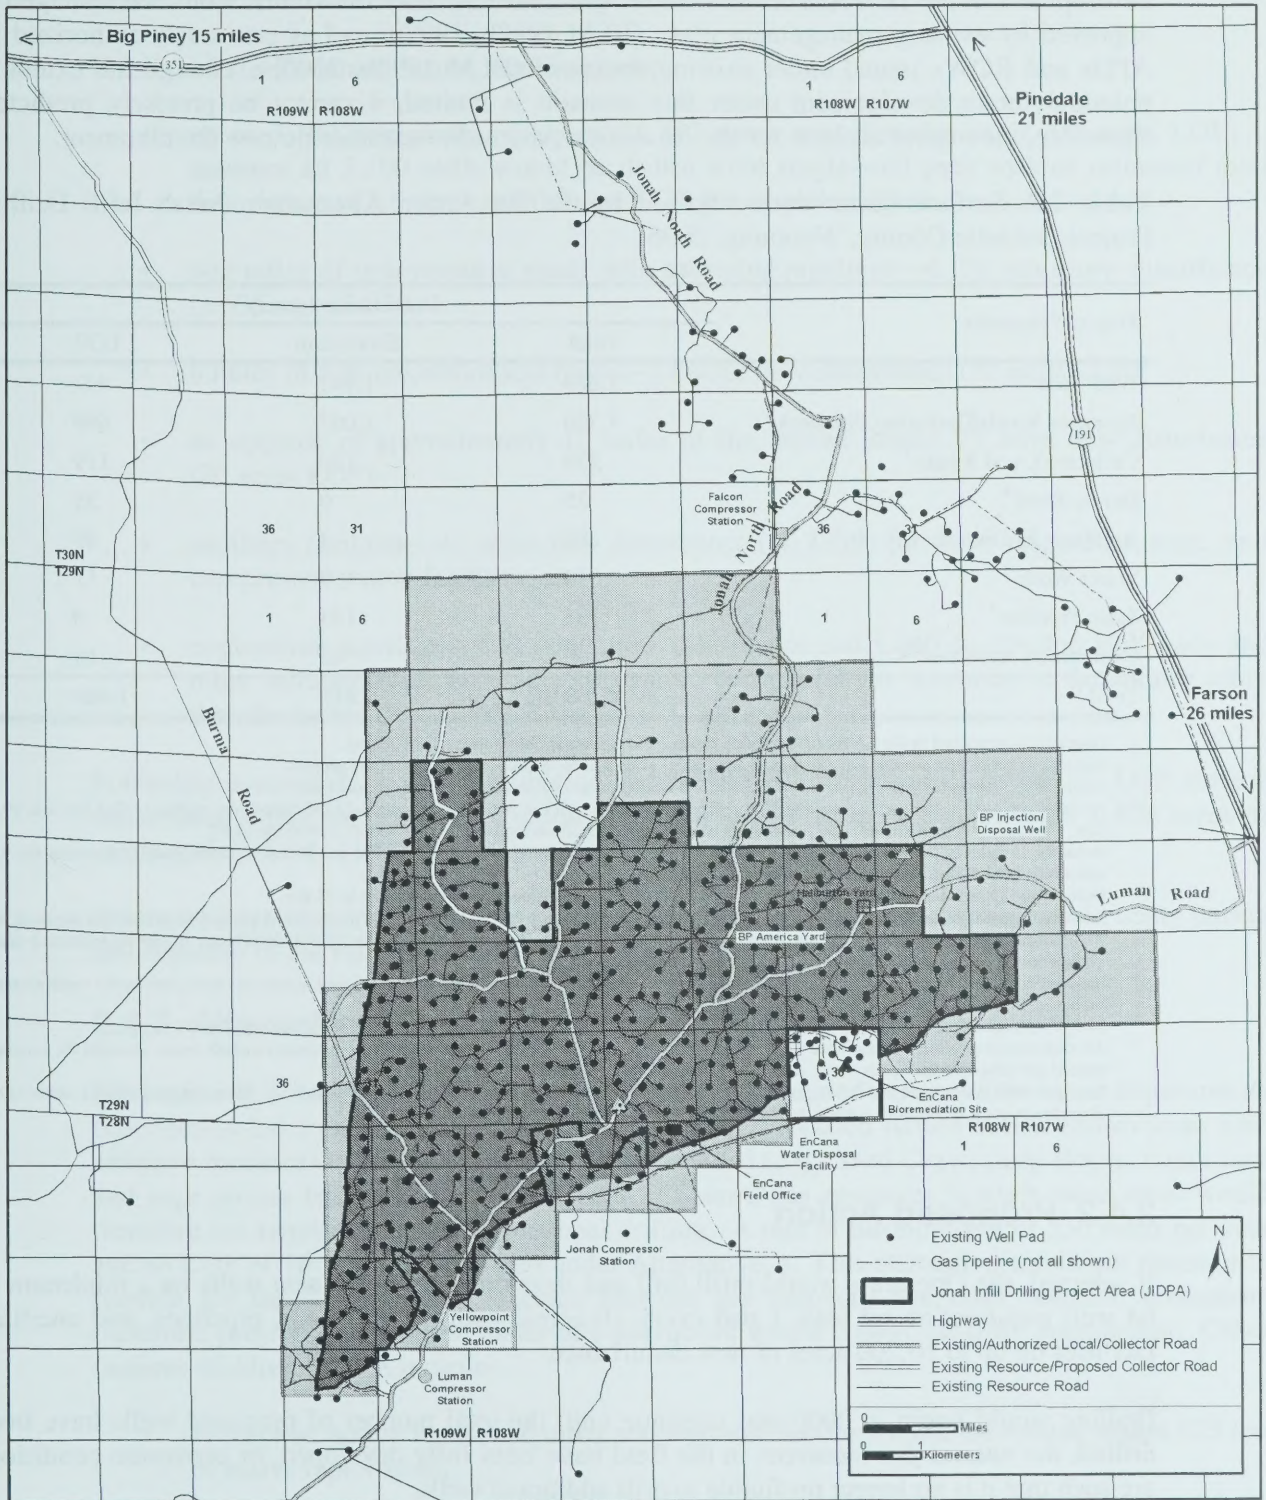 Big Piney 15 miles
351
1
6
R109W
R108W
1
6
R108W
R107W
Pinedale
21 miles
Jonah North Road
191
Falcon
Compressor
Station
Jonah North Road
36
31
36
31
T30N
T29N
1
6
1
6
Farson
26 miles
Burma Road
BP Injection/
Disposal Well
Halliburton Yard
Luman Road
BP America Yard
36
31
36
T29N
T28N
EnCana
Bioremediation Site
R108W
R107W
1
6
1
6
EnCana
Water Disposal
Facility
EnCana
Field Office
Jonah Compressor
Station
Yellowpoint
Compressor
Station
Luman
Compressor
Station
R109W
R108W
N
Existing Well Pad
Gas Pipeline (not all shown)
Jonah Infill Drilling Project Area (JIDPA)
Highway
Existing/Authorized Local/Collector Road
Existing Resource/Proposed Collector Road
Existing Resource Road
0
1
Miles
0
1
Kilometers